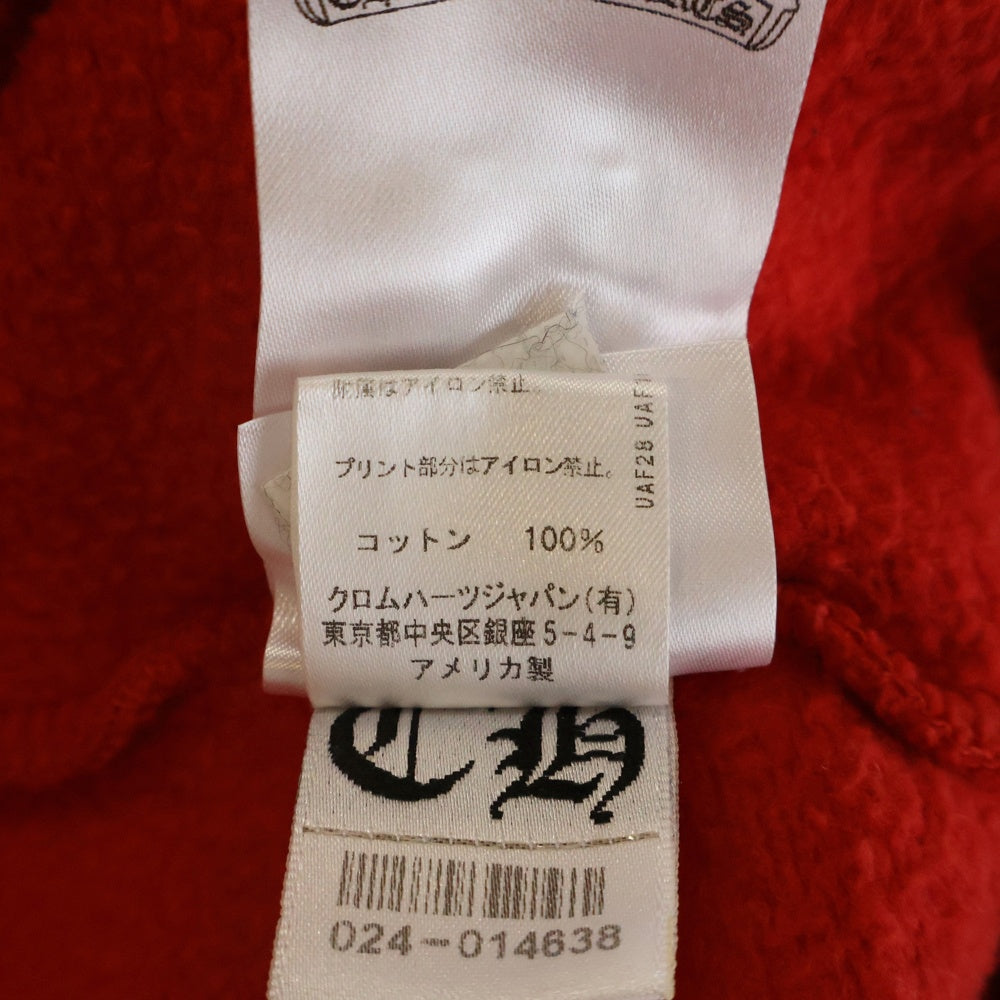 附属はアイロン禁止。
プリント部分はアイロン禁止。
コットン 100%
クロムハーツジャパン(有)
東京都中央区銀座5-4-9
アメリカ製
UAF28
CH
024-014638